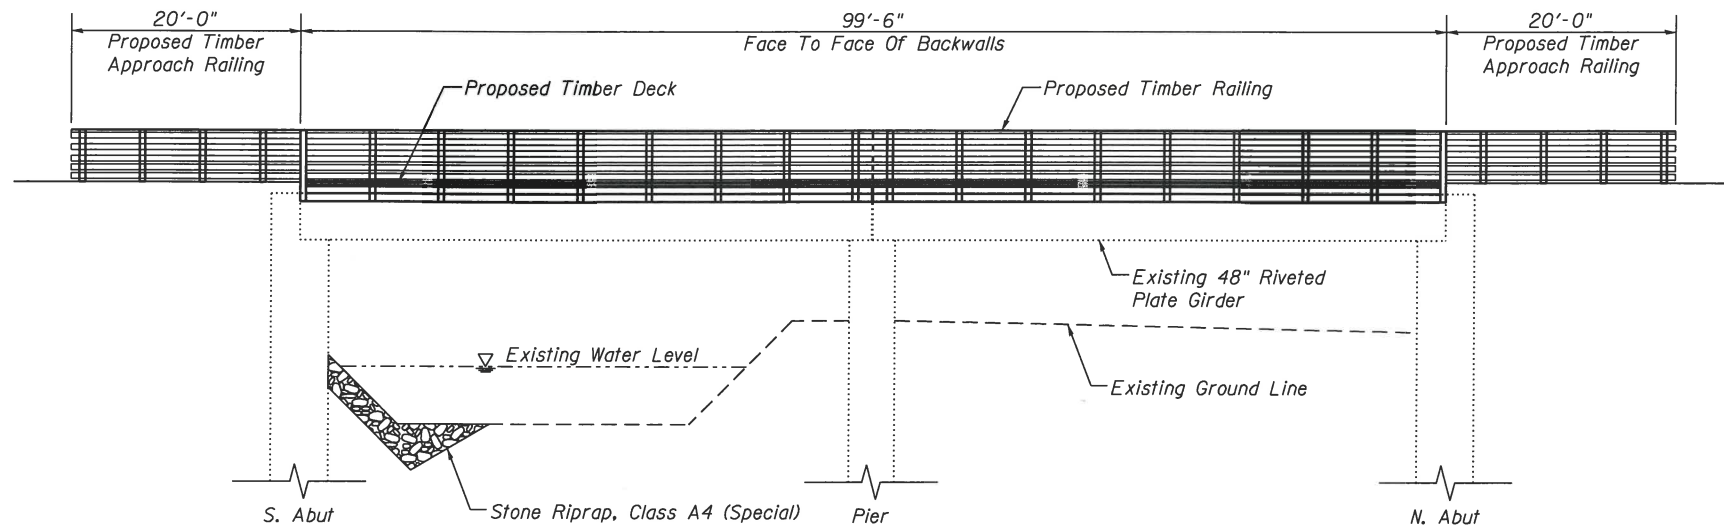 20'-0"
99'-6"
20'-0"
Proposed Timber
Approach Railing
Face To Face Of Backwalls
Proposed Timber
Approach Railing
Proposed Timber Deck
Proposed Timber Railing
Existing 48" Riveted
Plate Girder
Existing Water Level
Existing Ground Line
Stone Riprap, Class A4 (Special)
S. Abut
Pier
N. Abut